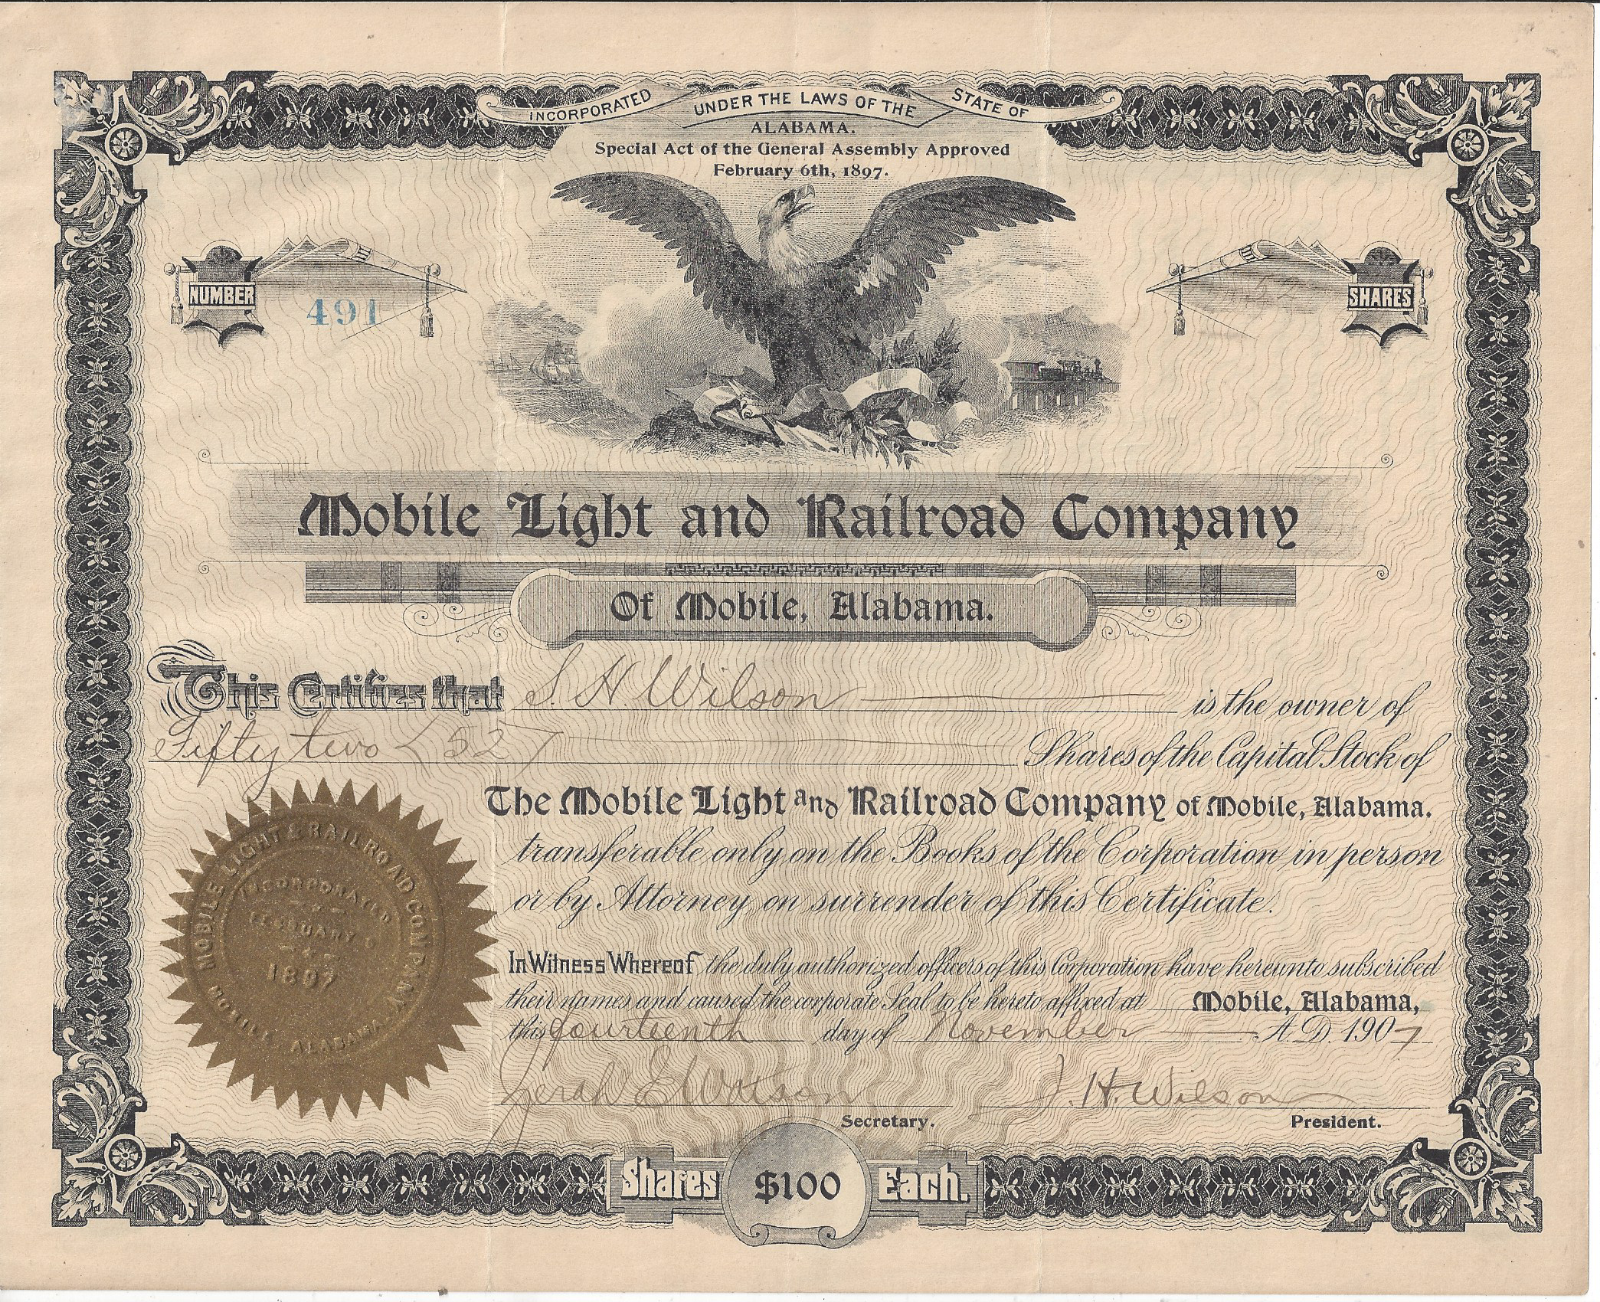 INCORPORATED UNDER THE LAWS OF THE STATE OF
ALABAMA.
Special Act of the General Assembly Approved
February 6th, 1897.
NUMBER 491
52 SHARES
Mobile Light and Railroad Company
Of Mobile, Alabama.
This Certifies that S. H. Wilson is the owner of
Fifty two (52) Shares of the Capital Stock of
The Mobile Light and Railroad Company of Mobile, Alabama.
transferable only on the Books of the Corporation in person
or by Attorney on surrender of this Certificate.
In Witness Whereof the duly authorized officers of this Corporation have hereunto subscribed
their names and caused the corporate Seal to be hereto affixed at Mobile, Alabama,
this fourteenth day of November A.D. 1907
Watson J. H. Wilson
Secretary. President.
MOBILE LIGHT & RAILROAD COMPANY
INCORPORATED
FEBRUARY 6
1897
MOBILE ALABAMA
Shares $100 Each.